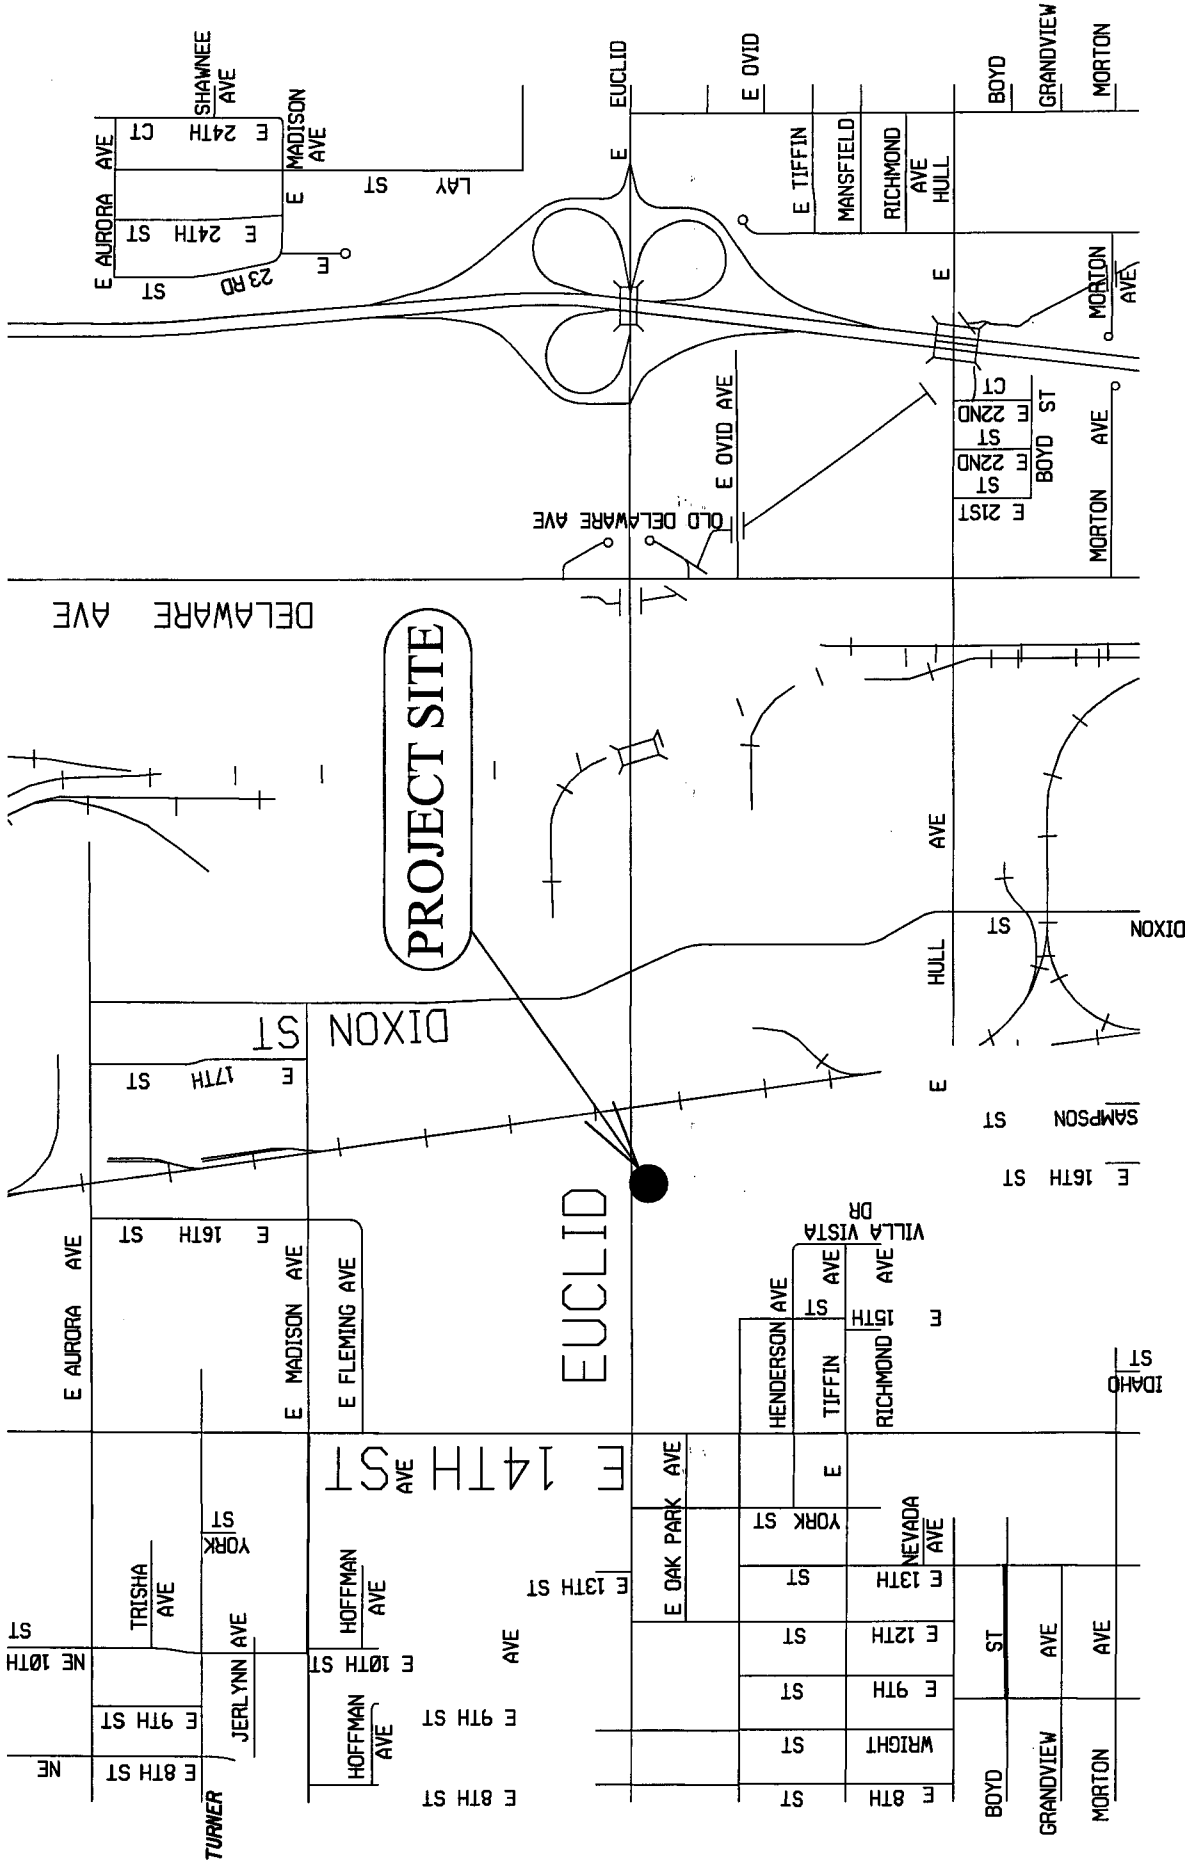 E AURORA AVE
SHAWNEE
AVE
E 24TH CT
E MADISON
AVE
E 24TH ST
23RD
ST
E
LAY ST
E EUCLID
E OVID
E TIFFIN
MANSFIELD
RICHMOND
AVE
E HULL
BOYD
GRANDVIEW
MORTON
MORTON
AVE
E OVID AVE
OLD DELAWARE AVE
E 22ND
CT
E 22ND
ST
E 21ST
ST
BOYD ST
MORTON AVE
DELAWARE AVE
PROJECT SITE
DIXON ST
E 17TH ST
E HULL AVE
DIXON
ST
SAMPSON ST
E 16TH ST
E AURORA AVE
E 16TH ST
E MADISON AVE
E FLEMING AVE
EUCLID
AVE
VILLA VISTA
DR
HENDERSON AVE
E TIFFIN AVE
RICHMOND AVE
E 15TH ST
IDAHO
ST
E 14TH ST
AVE
E OAK PARK AVE
YORK ST
NEVADA
AVE
TRISHA
AVE
YORK
ST
HOFFMAN
AVE
E 13TH ST
E 13TH ST
NE 10TH
ST
JERLYNN AVE
E 10TH ST
E 12TH ST
E 9TH ST
HOFFMAN
AVE
E 9TH ST
E 9TH ST
WRIGHT ST
NE
E 8TH ST
E 8TH ST
E 8TH ST
TURNER
BOYD ST
GRANDVIEW AVE
MORTON AVE